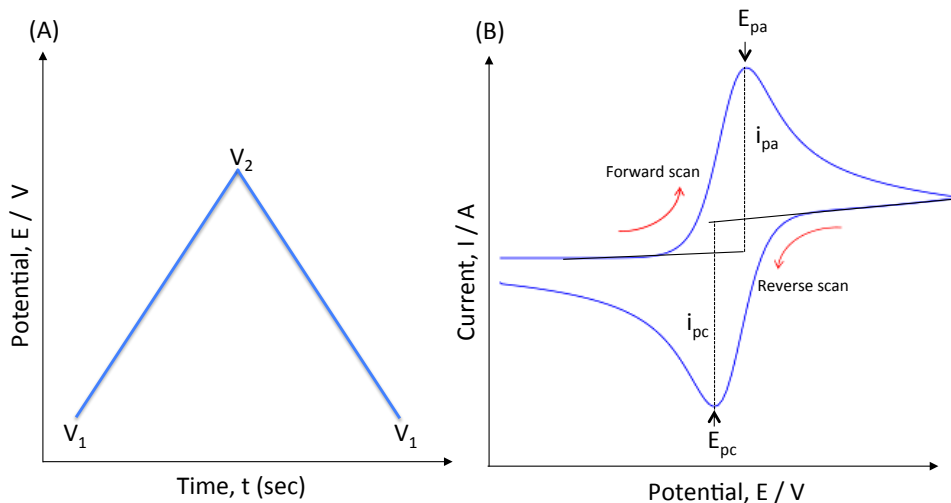 (A)
Potential, E / V
V₂
V₁
V₁
Time, t (sec)
(B)
Eₚₐ
iₚₐ
Forward scan
Current, I / A
Reverse scan
iₚc
Eₚc
Potential, E / V